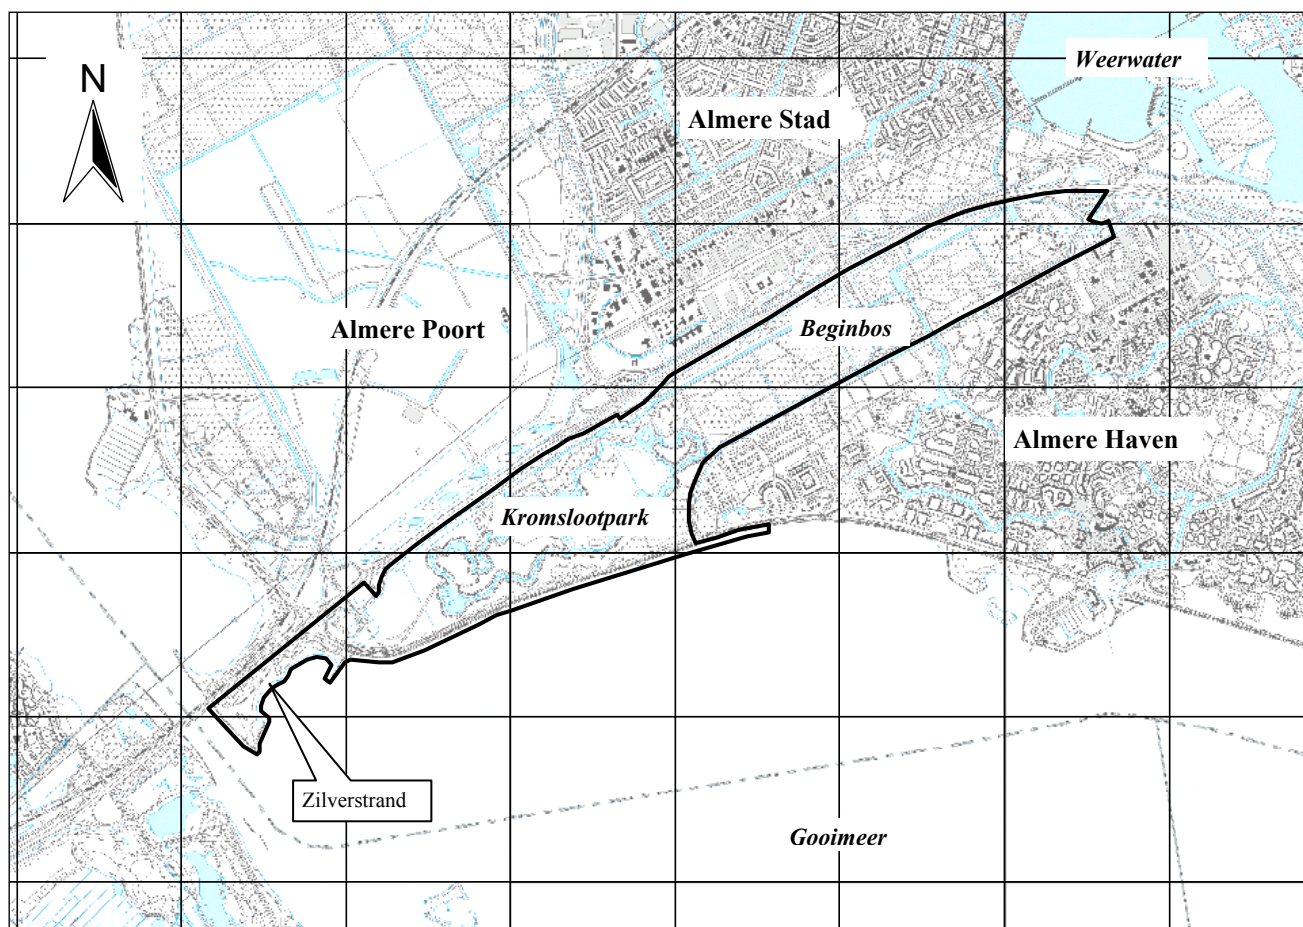 Weerwater
N
Almere Stad
Almere Poort
Beginbos
Almere Haven
Kromslootpark
Zilverstrand
Gooimeer